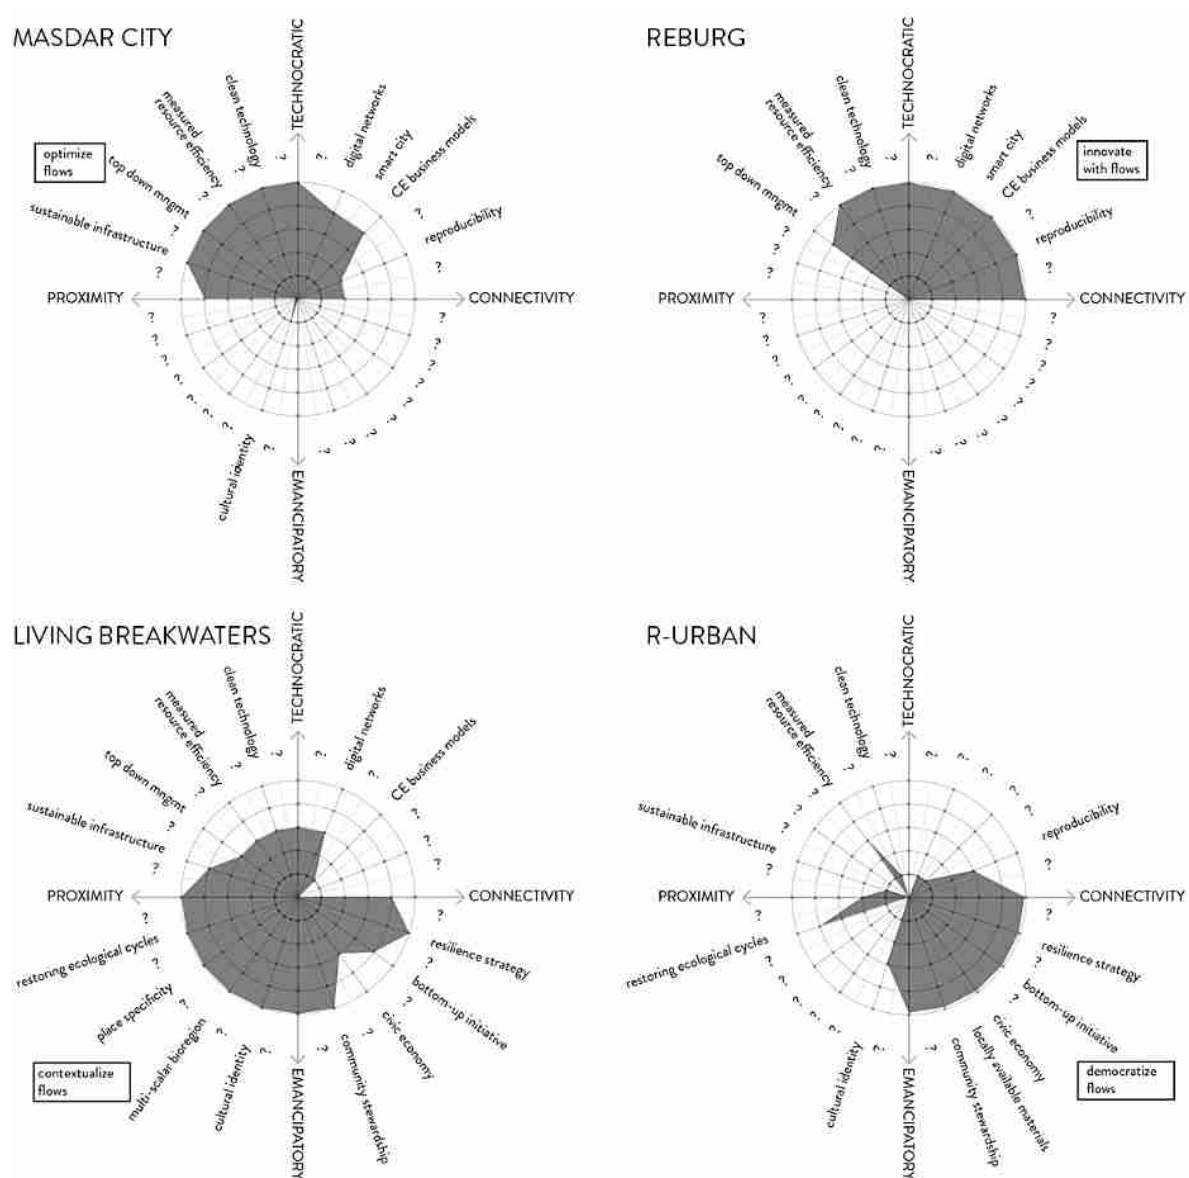 MASDAR CITY
TECHNOCRATIC
clean technology
measured
resource efficiency
top down mngmt
sustainable infrastructure
optimize
flows
digital networks
smart city
CE business models
reproducibility
PROXIMITY
CONNECTIVITY
cultural identity
EMANCIPATORY
REBURG
TECHNOCRATIC
clean technology
measured
resource efficiency
top down mngmt
digital networks
smart city
CE business models
reproducibility
innovate
with flows
PROXIMITY
CONNECTIVITY
EMANCIPATORY
LIVING BREAKWATERS
TECHNOCRATIC
clean technology
measured
resource efficiency
top down mngmt
sustainable infrastructure
digital networks
CE business models
PROXIMITY
CONNECTIVITY
restoring ecological cycles
place specificity
multi-scalar bioregion
cultural identity
contextualize
flows
resilience strategy
bottom-up initiative
civic economy
community stewardship
EMANCIPATORY
R-URBAN
TECHNOCRATIC
clean technology
measured
resource efficiency
sustainable infrastructure
reproducibility
PROXIMITY
CONNECTIVITY
restoring ecological cycles
cultural identity
resilience strategy
bottom-up initiative
civic economy
locally available materials
community stewardship
democratize
flows
EMANCIPATORY